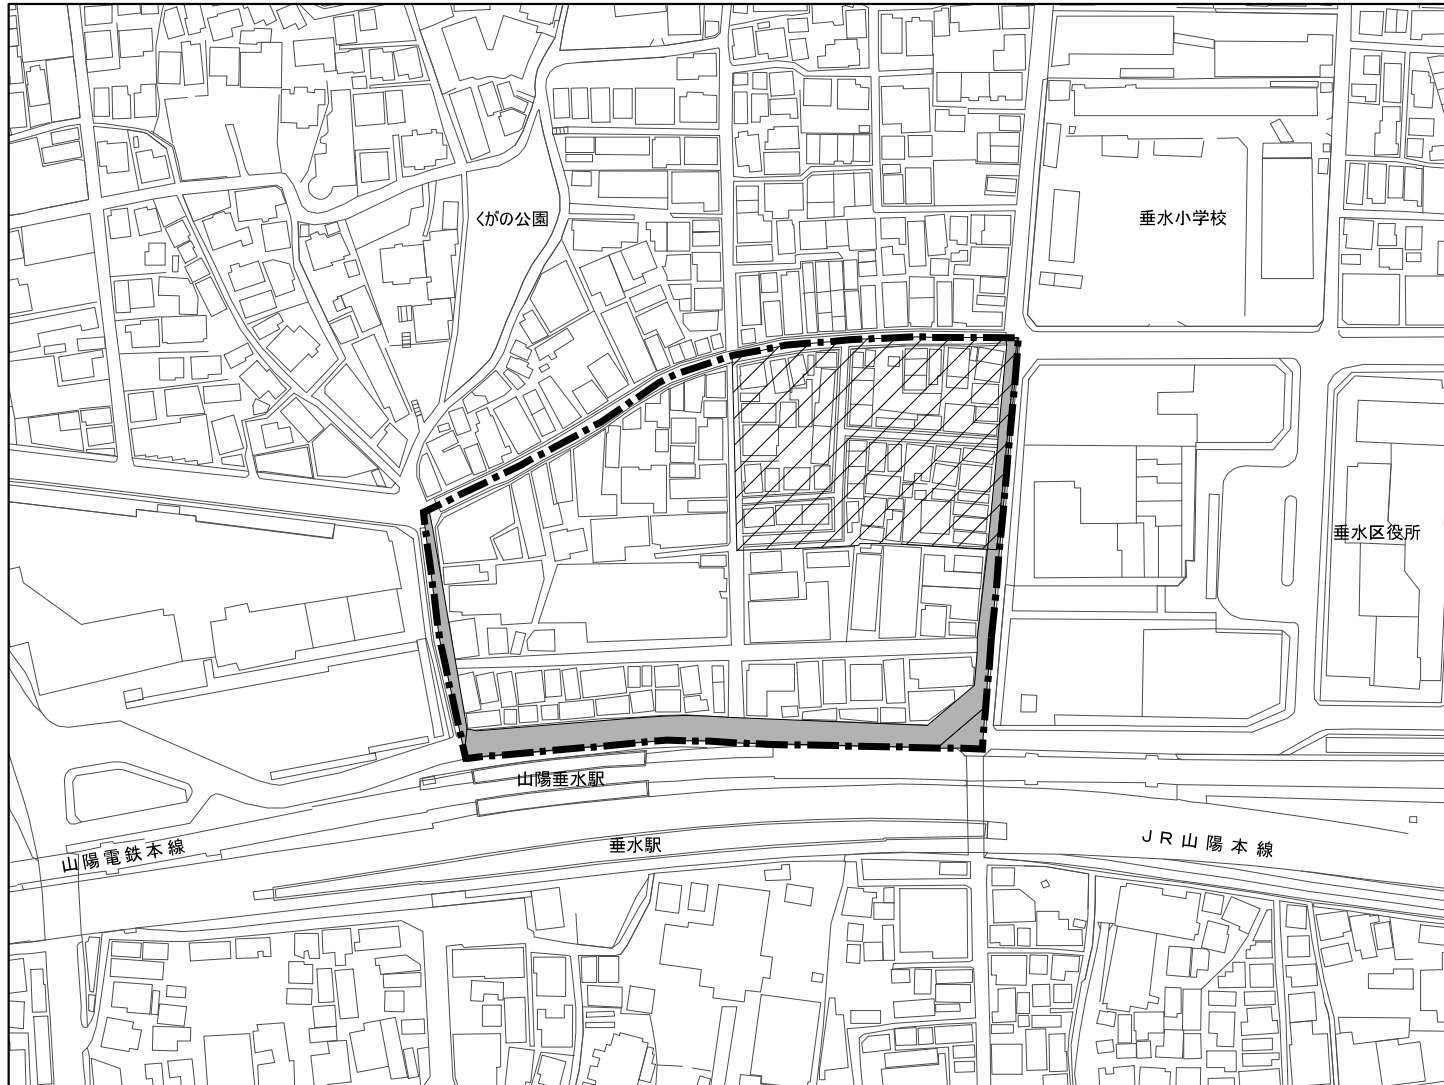 くがの公園
垂水小学校
垂水区役所
山陽垂水駅
垂水駅
ＪＲ山陽本線
山陽電鉄本線